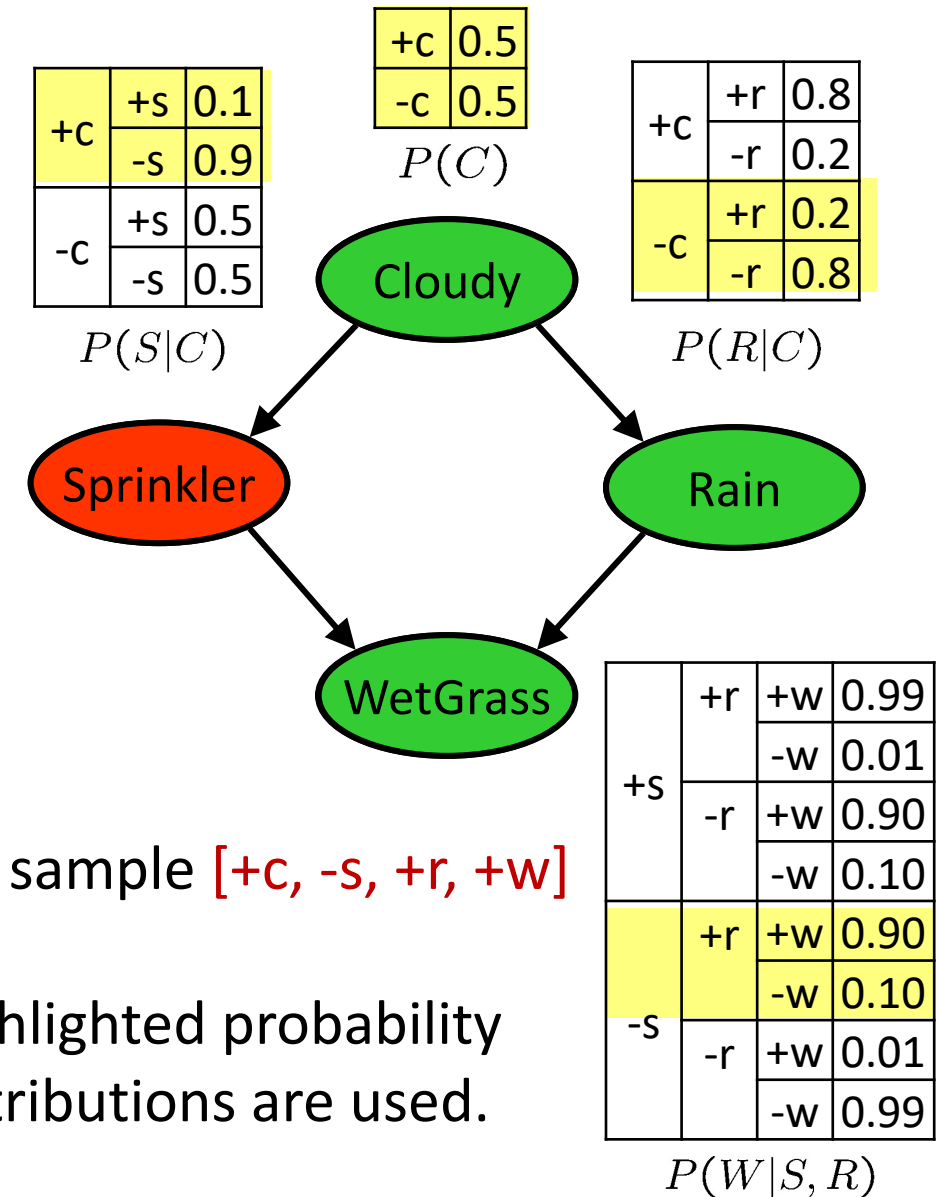 +c 0.5
-c 0.5
P(C)
+c +s 0.1
-s 0.9
-c +s 0.5
-s 0.5
P(S|C)
+c +r 0.8
-r 0.2
-c +r 0.2
-r 0.8
P(R|C)
Cloudy
Sprinkler
Rain
WetGrass
sample [+c, -s, +r, +w]
hlighted probability
tributions are used.
+s +r +w 0.99
-w 0.01
-r +w 0.90
-w 0.10
-s +r +w 0.90
-w 0.10
-r +w 0.01
-w 0.99
P(W|S, R)